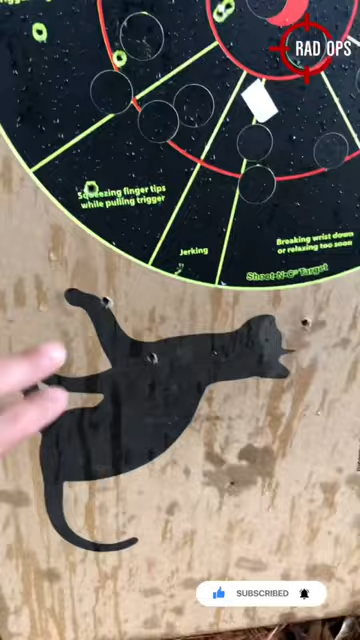 RAD OPS
Squeezing finger tips
while pulling trigger
Jerking
Breaking wrist down
or relaxing too soon
Shoot•N•C® Target
SUBSCRIBED